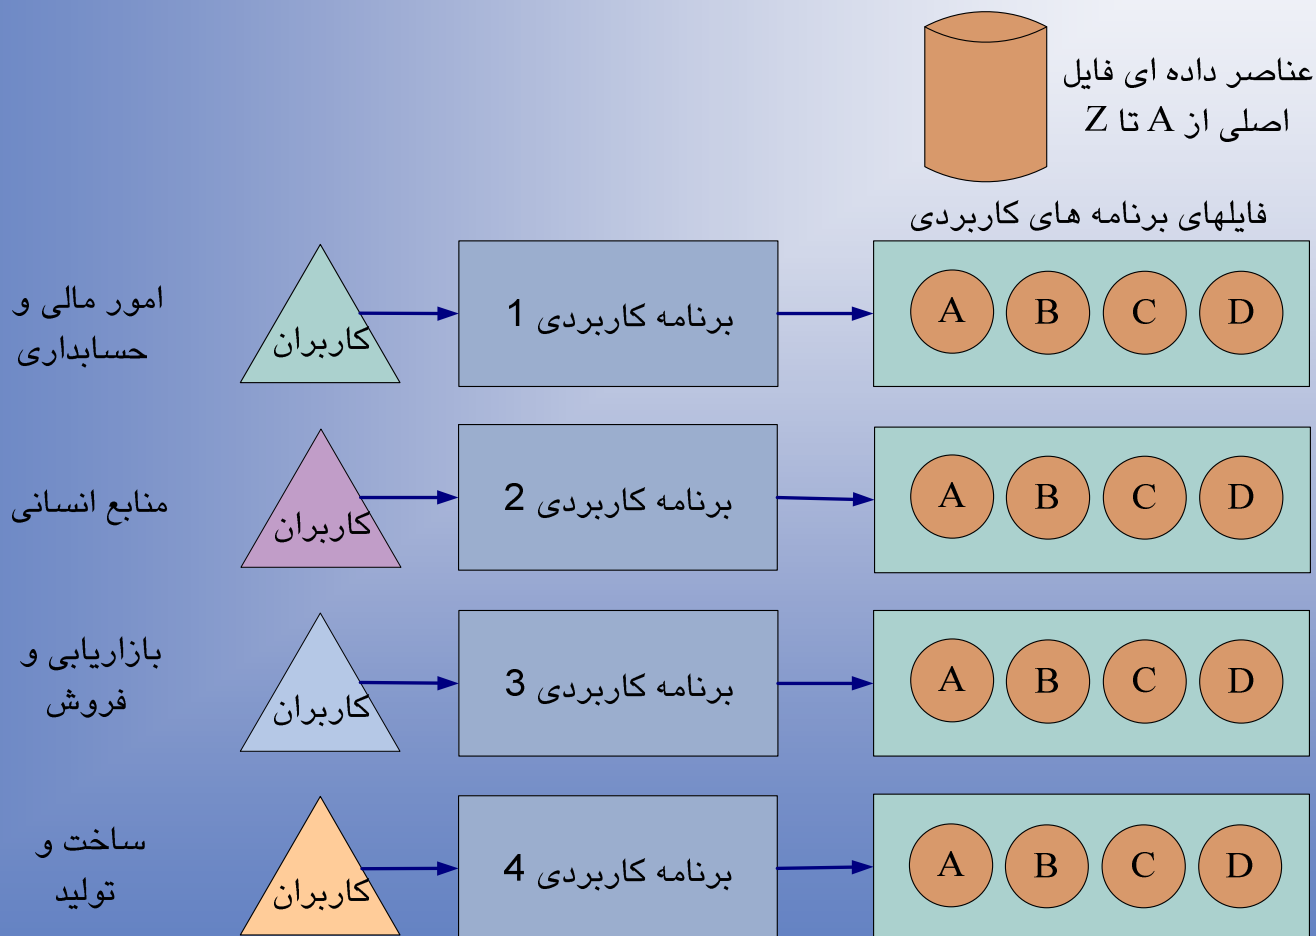 عناصر داده ای فایل
اصلی از A تا Z
فایلهای برنامه های کاربردی
امور مالی و
حسابداری
کاربران
برنامه کاربردی 1
A B C D
منابع انسانی
کاربران
برنامه کاربردی 2
A B C D
بازاریابی و
فروش
کاربران
برنامه کاربردی 3
A B C D
ساخت و
تولید
کاربران
برنامه کاربردی 4
A B C D